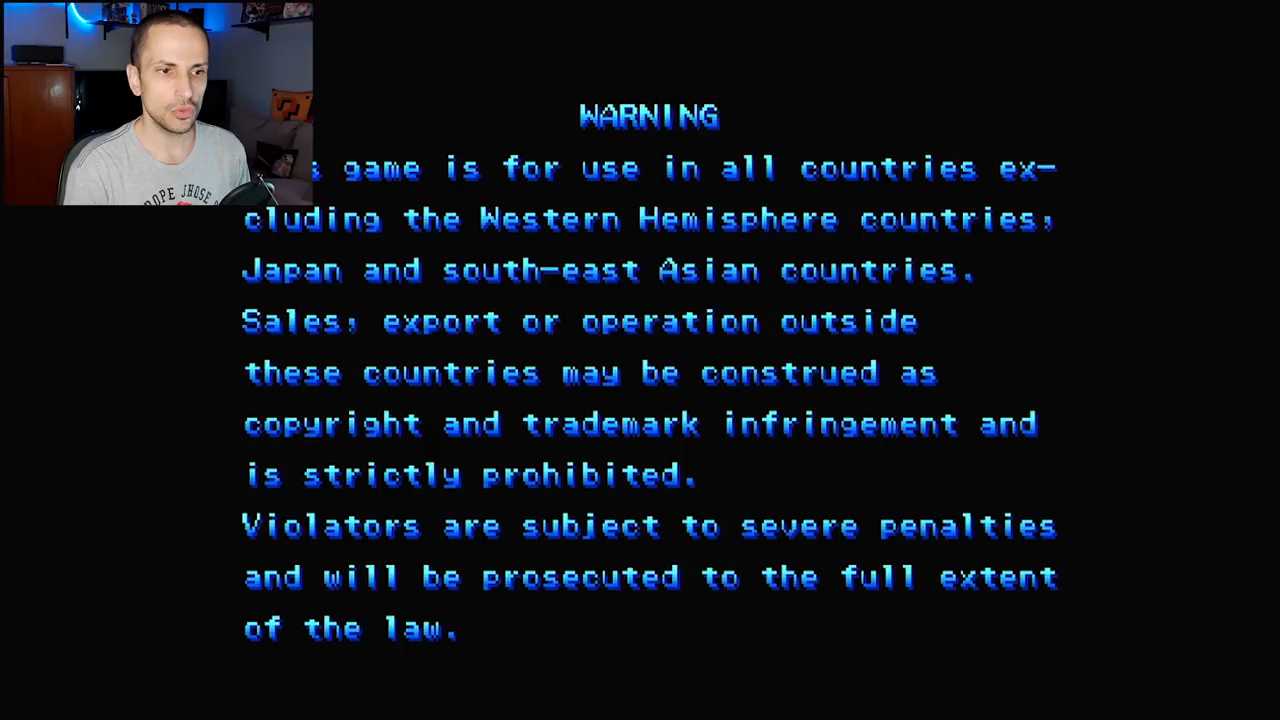 WARNING
game is for use in all countries ex-
cluding the Western Hemisphere countries,
Japan and south-east Asian countries.
Sales, export or operation outside
these countries may be construed as
copyright and trademark infringement and
is strictly prohibited.
Violators are subject to severe penalties
and will be prosecuted to the full extent
of the law.